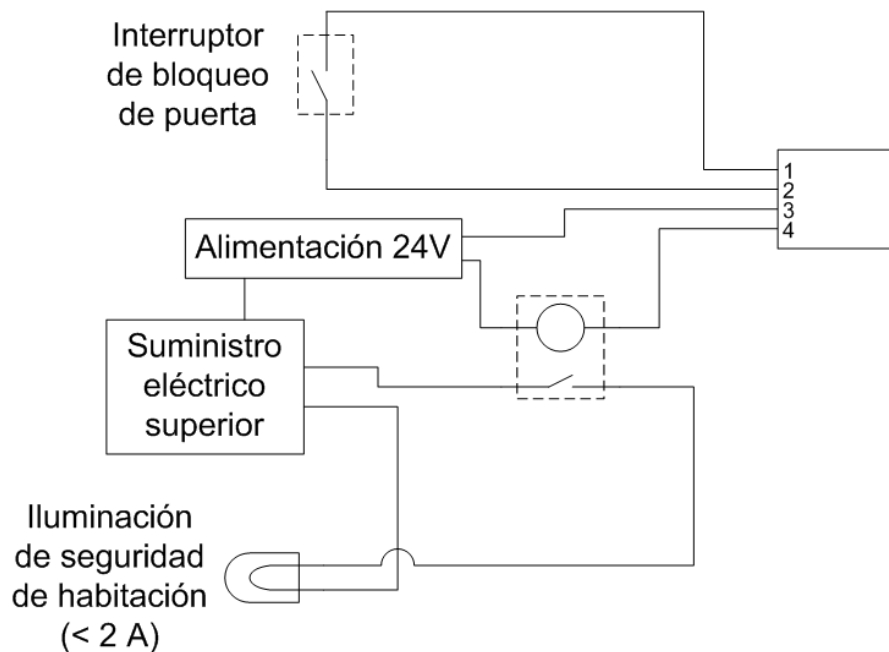 Interruptor
de bloqueo
de puerta
1
2
3
4
Alimentación 24V
Suministro
eléctrico
superior
Iluminación
de seguridad
de habitación
(< 2 A)